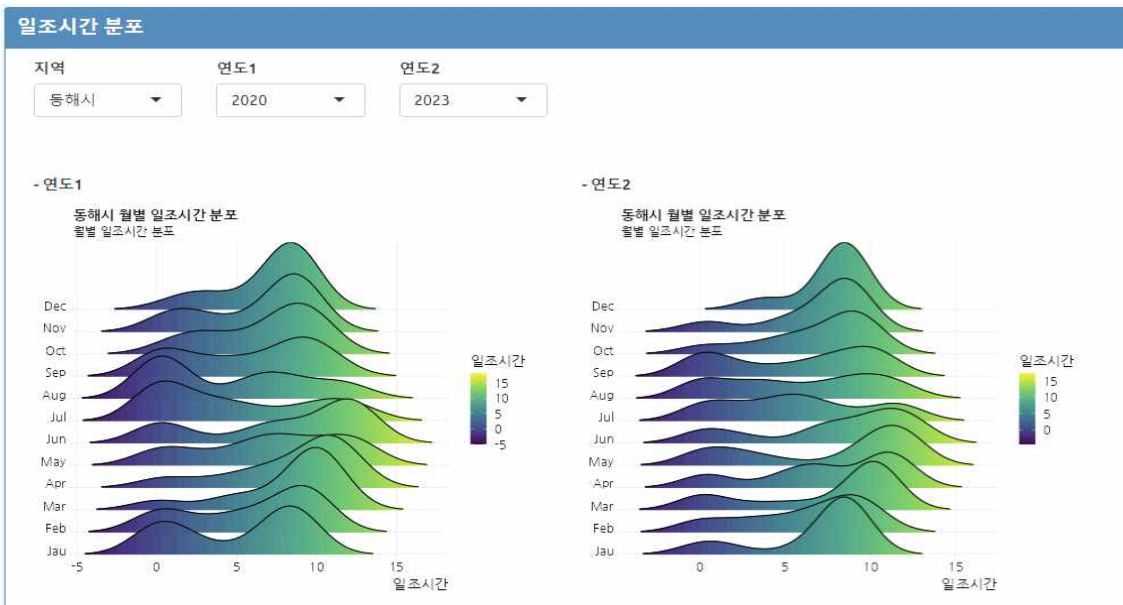 일조시간 분포
지역 연도1 연도2
동해시 2020 2023
- 연도1
동해시 월별 일조시간 분포
월별 일조시간 분포
Dec
Nov
Oct
Sep
Aug
Jul
Jun
May
Apr
Mar
Feb
Jau
-5 0 5 10 15
일조시간
일조시간
15
10
5
0
-5
- 연도2
동해시 월별 일조시간 분포
월별 일조시간 분포
Dec
Nov
Oct
Sep
Aug
Jul
Jun
May
Apr
Mar
Feb
Jau
0 5 10 15
일조시간
일조시간
15
10
5
0